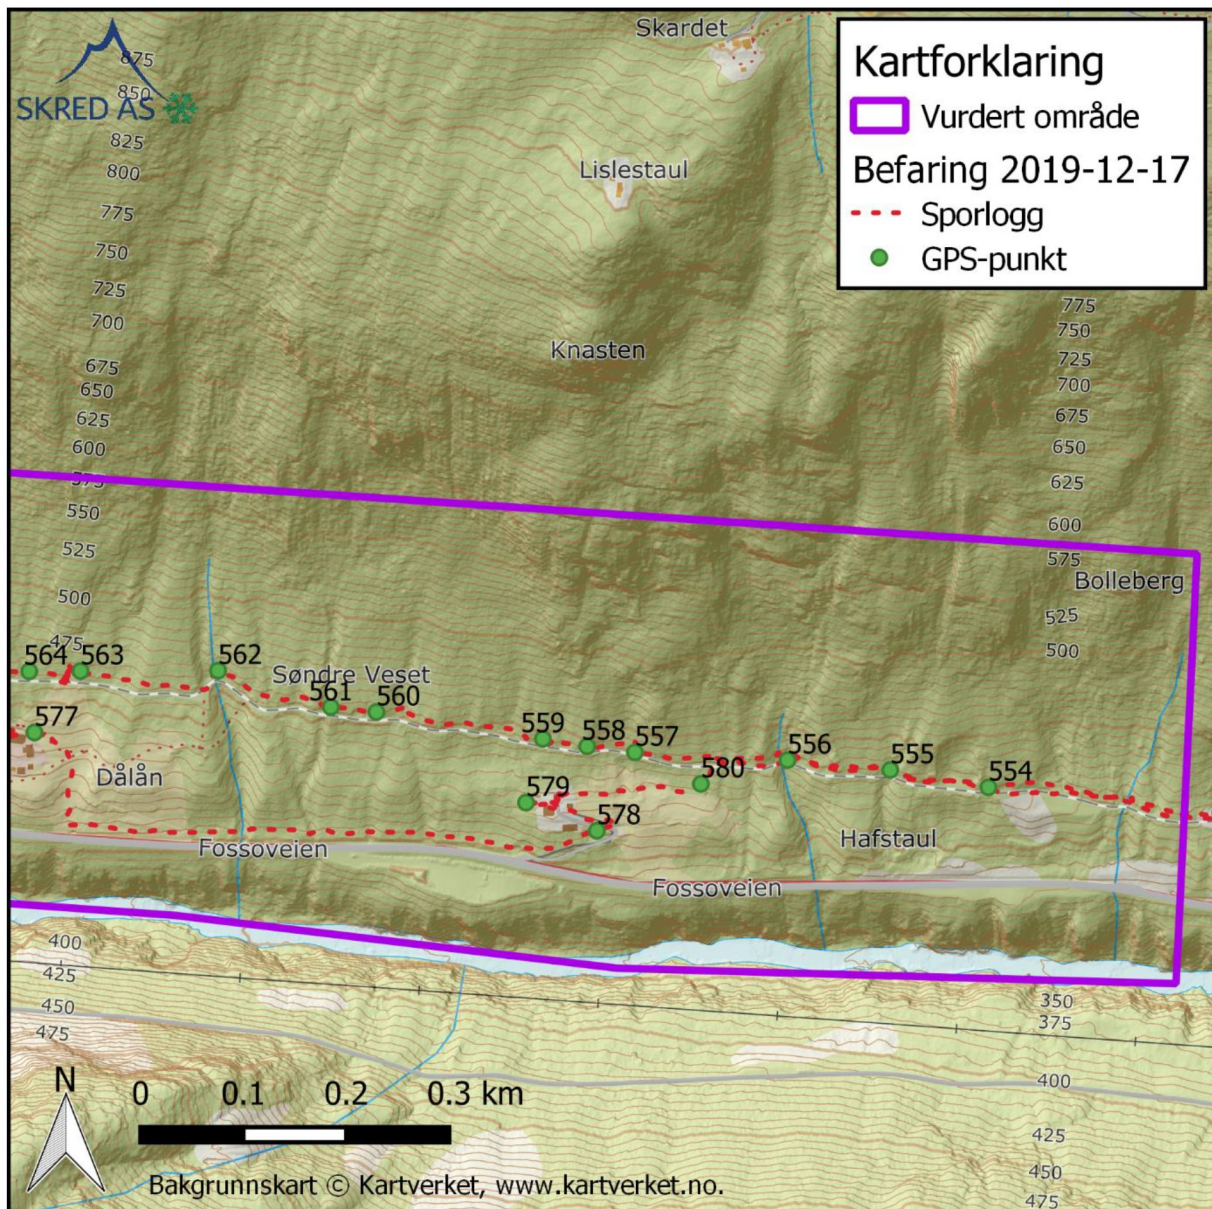 Skardet
875
850
SKRED AS
825
800
775
750
725
700
675
650
625
600
575
550
525
500
475
Lislestaul
Knasten
Kartforklaring
Vurdert område
Befaring 2019-12-17
Sporlogg
GPS-punkt
775
750
725
700
675
650
625
600
575
Bolleberg
525
500
564
563
562
Søndre Veset
561
560
577
559
558
557
556
555
580
554
Dålån
579
578
Hafstaul
Fossoveien
Fossoveien
400
425
450
475
350
375
400
425
450
475
N
0 0.1 0.2 0.3 km
Bakgrunnskart © Kartverket, www.kartverket.no.